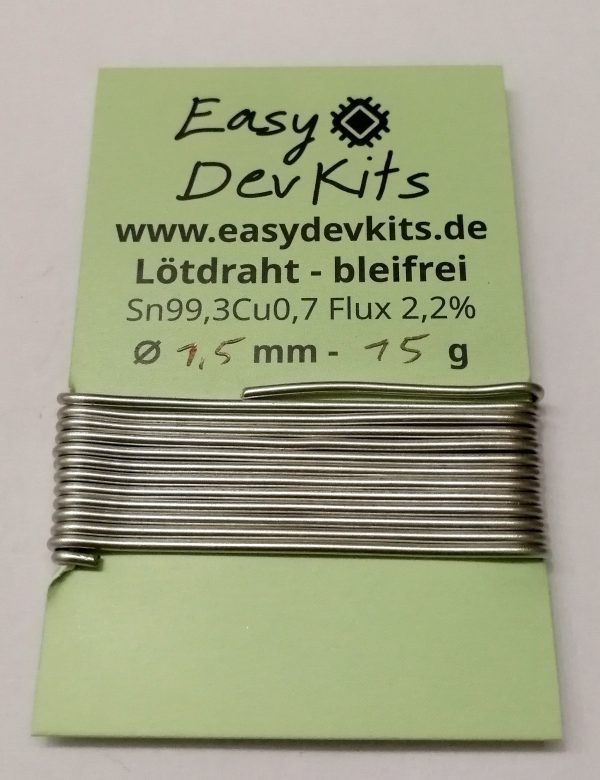 Easy
DevKits
www.easydevkits.de
Lötdraht - bleifrei
Sn99,3Cu0,7 Flux 2,2%
Ø 1,5 mm - 15 g